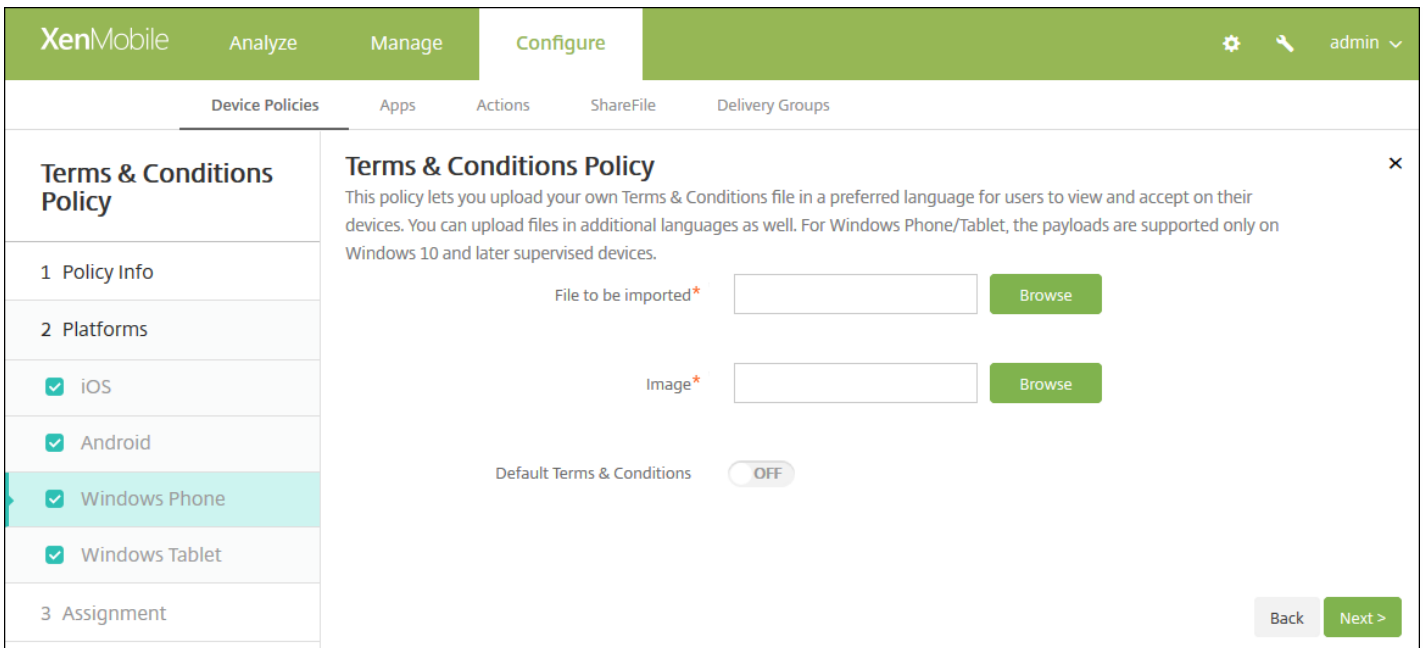 XenMobile Analyze Manage Configure admin
Device Policies Apps Actions ShareFile Delivery Groups
Terms & Conditions
Policy
1 Policy Info
2 Platforms
iOS
Android
Windows Phone
Windows Tablet
3 Assignment
Terms & Conditions Policy
This policy lets you upload your own Terms & Conditions file in a preferred language for users to view and accept on their
devices. You can upload files in additional languages as well. For Windows Phone/Tablet, the payloads are supported only on
Windows 10 and later supervised devices.
File to be imported* Browse
Image* Browse
Default Terms & Conditions OFF
Back Next >